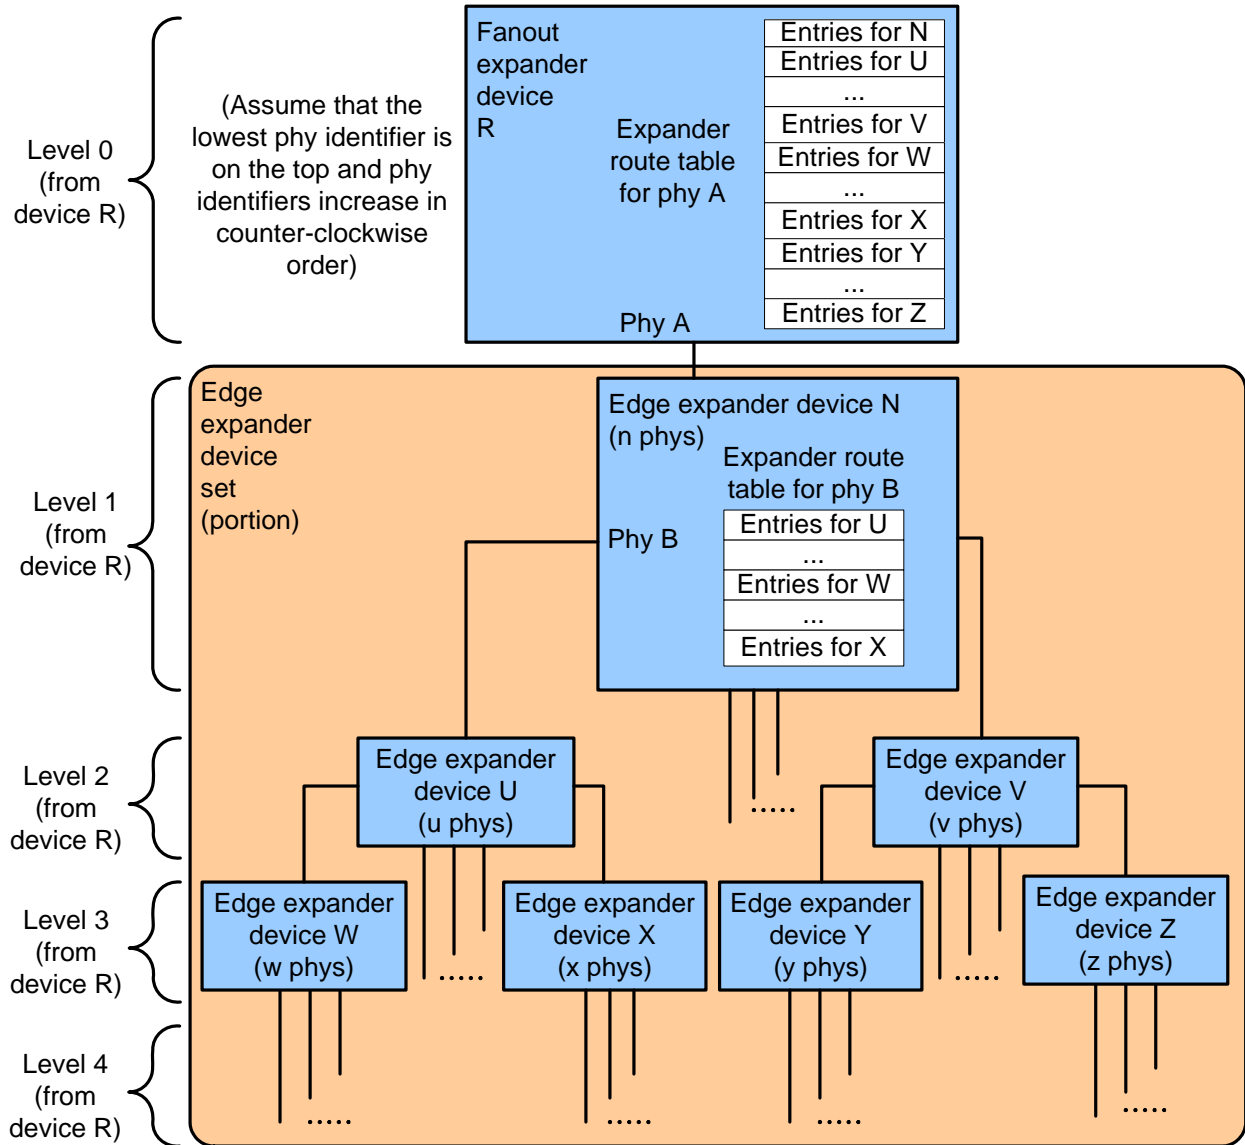 Level 0
(from
device R)
(Assume that the
lowest phy identifier is
on the top and phy
identifiers increase in
counter-clockwise
order)
Fanout
expander
device
R
Expander
route table
for phy A
Entries for N
Entries for U
...
Entries for V
Entries for W
...
Entries for X
Entries for Y
...
Entries for Z
Phy A
Level 1
(from
device R)
Edge
expander
device
set
(portion)
Edge expander device N
(n phys)
Expander route
table for phy B
Phy B
Entries for U
...
Entries for W
...
Entries for X
Level 2
(from
device R)
Edge expander
device U
(u phys)
.....
Edge expander
device V
(v phys)
Level 3
(from
device R)
Edge expander
device W
(w phys)
.....
Edge expander
device X
(x phys)
Edge expander
device Y
(y phys)
.....
Edge expander
device Z
(z phys)
Level 4
(from
device R)
.....
.....
.....
.....